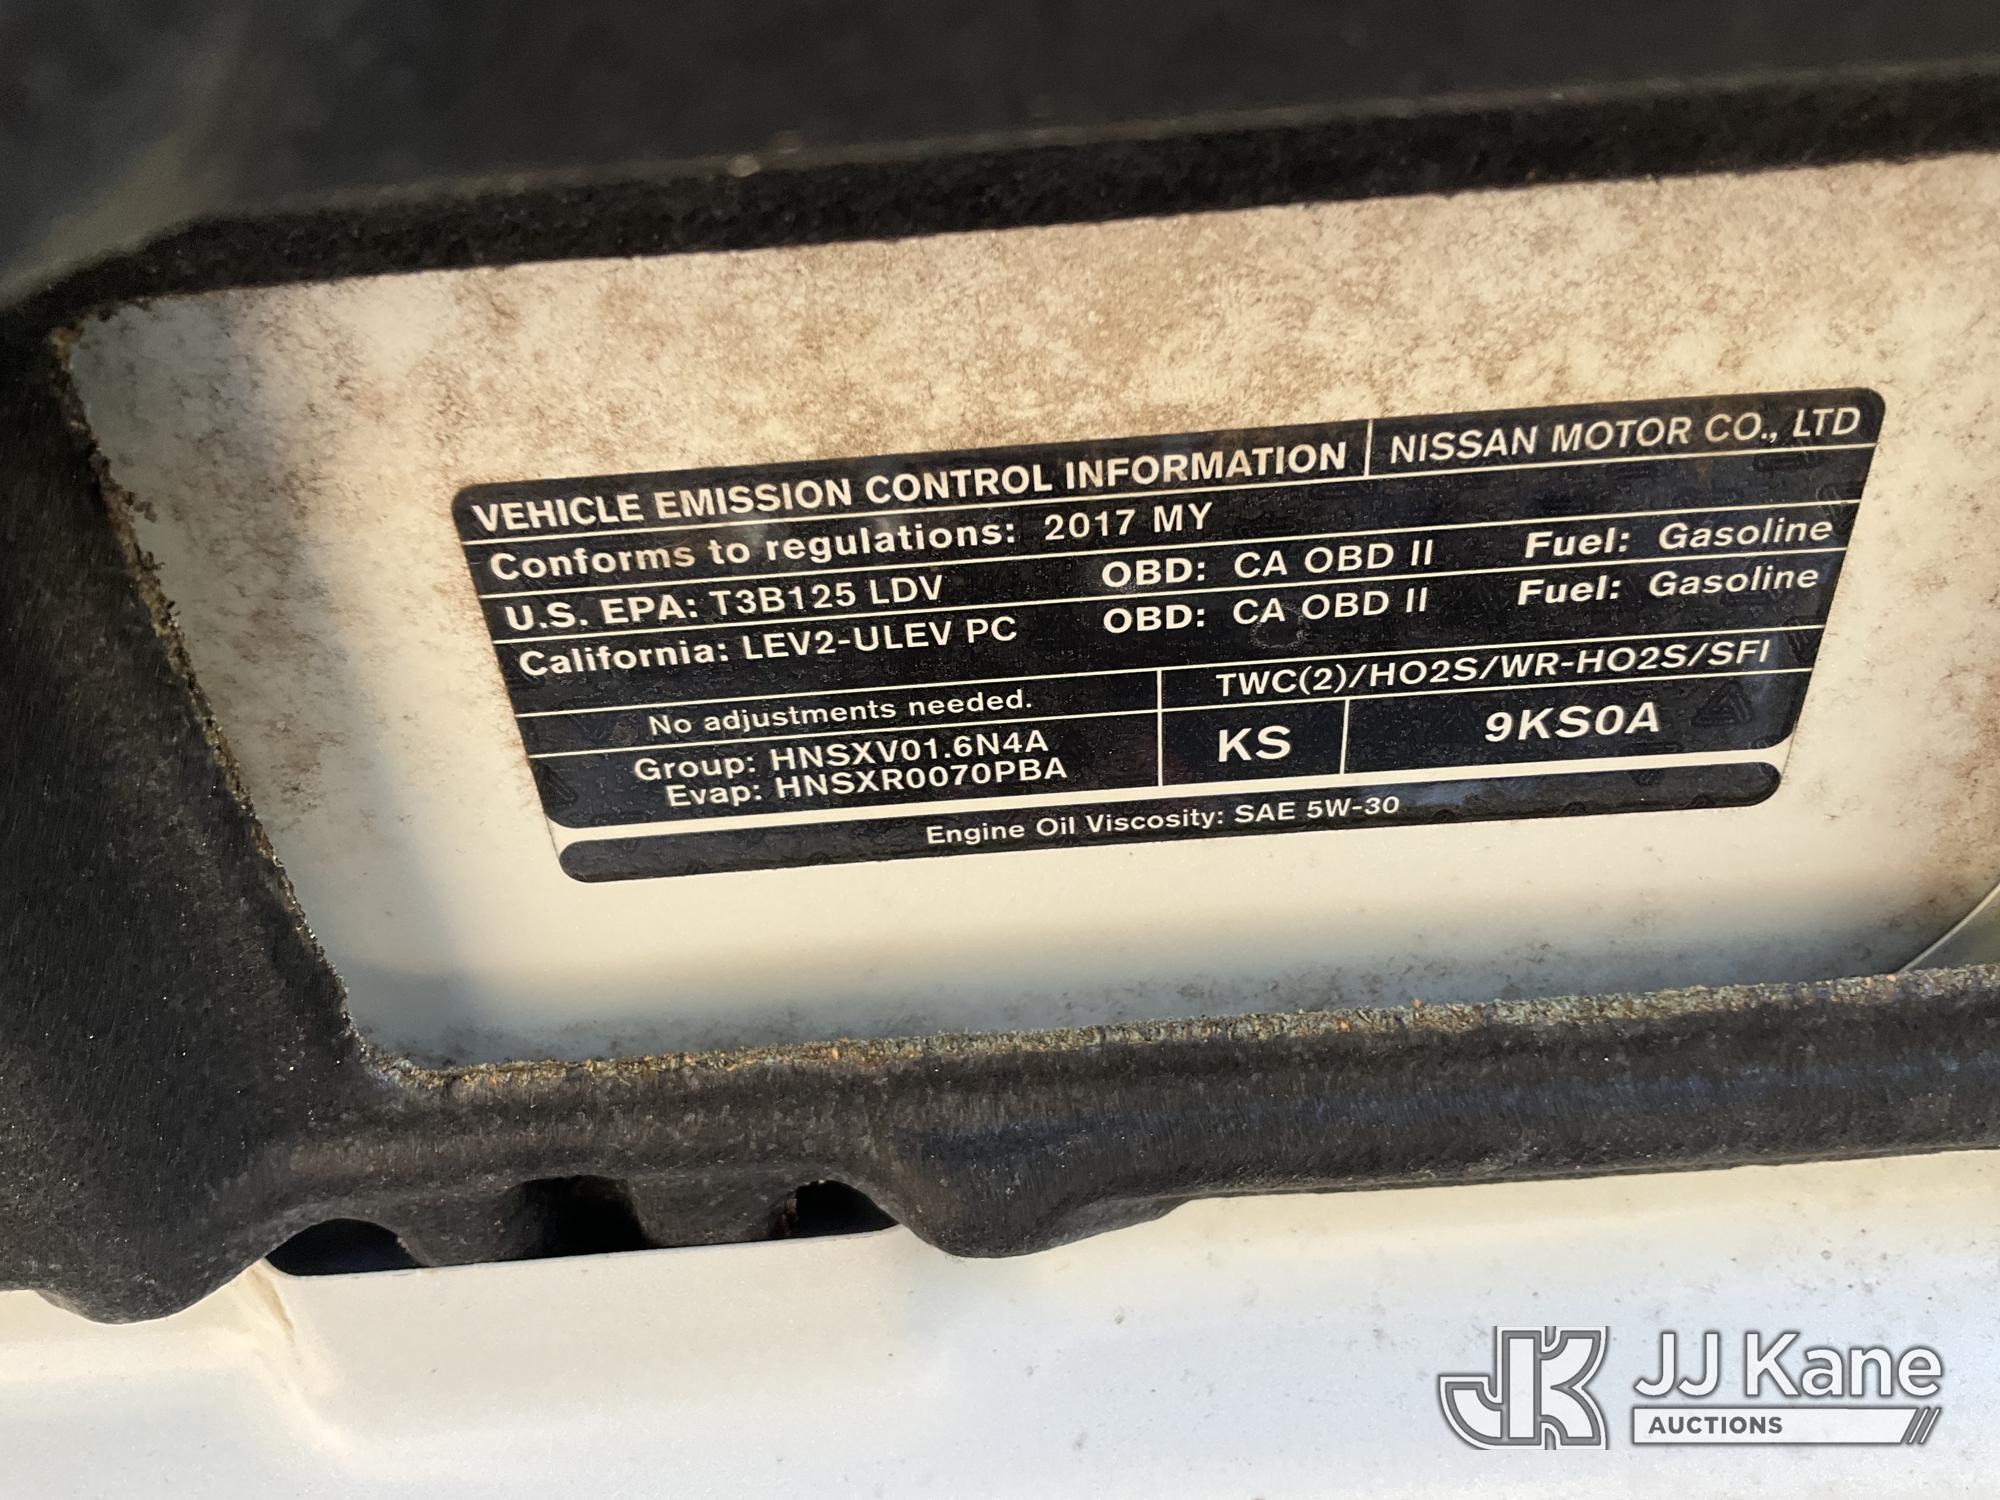 VEHICLE EMISSION CONTROL INFORMATION NISSAN MOTOR CO., LTD
Conforms to regulations: 2017 MY
U.S. EPA: T3B125 LDV OBD: CA OBD II Fuel: Gasoline
California: LEV2-ULEV PC OBD: CA OBD II Fuel: Gasoline
No adjustments needed. TWC(2)/HO2S/WR-HO2S/SFI
Group: HNSXV01.6N4A KS 9KS0A
Evap: HNSXR0070PBA
Engine Oil Viscosity: SAE 5W-30
JK JJ Kane
AUCTIONS